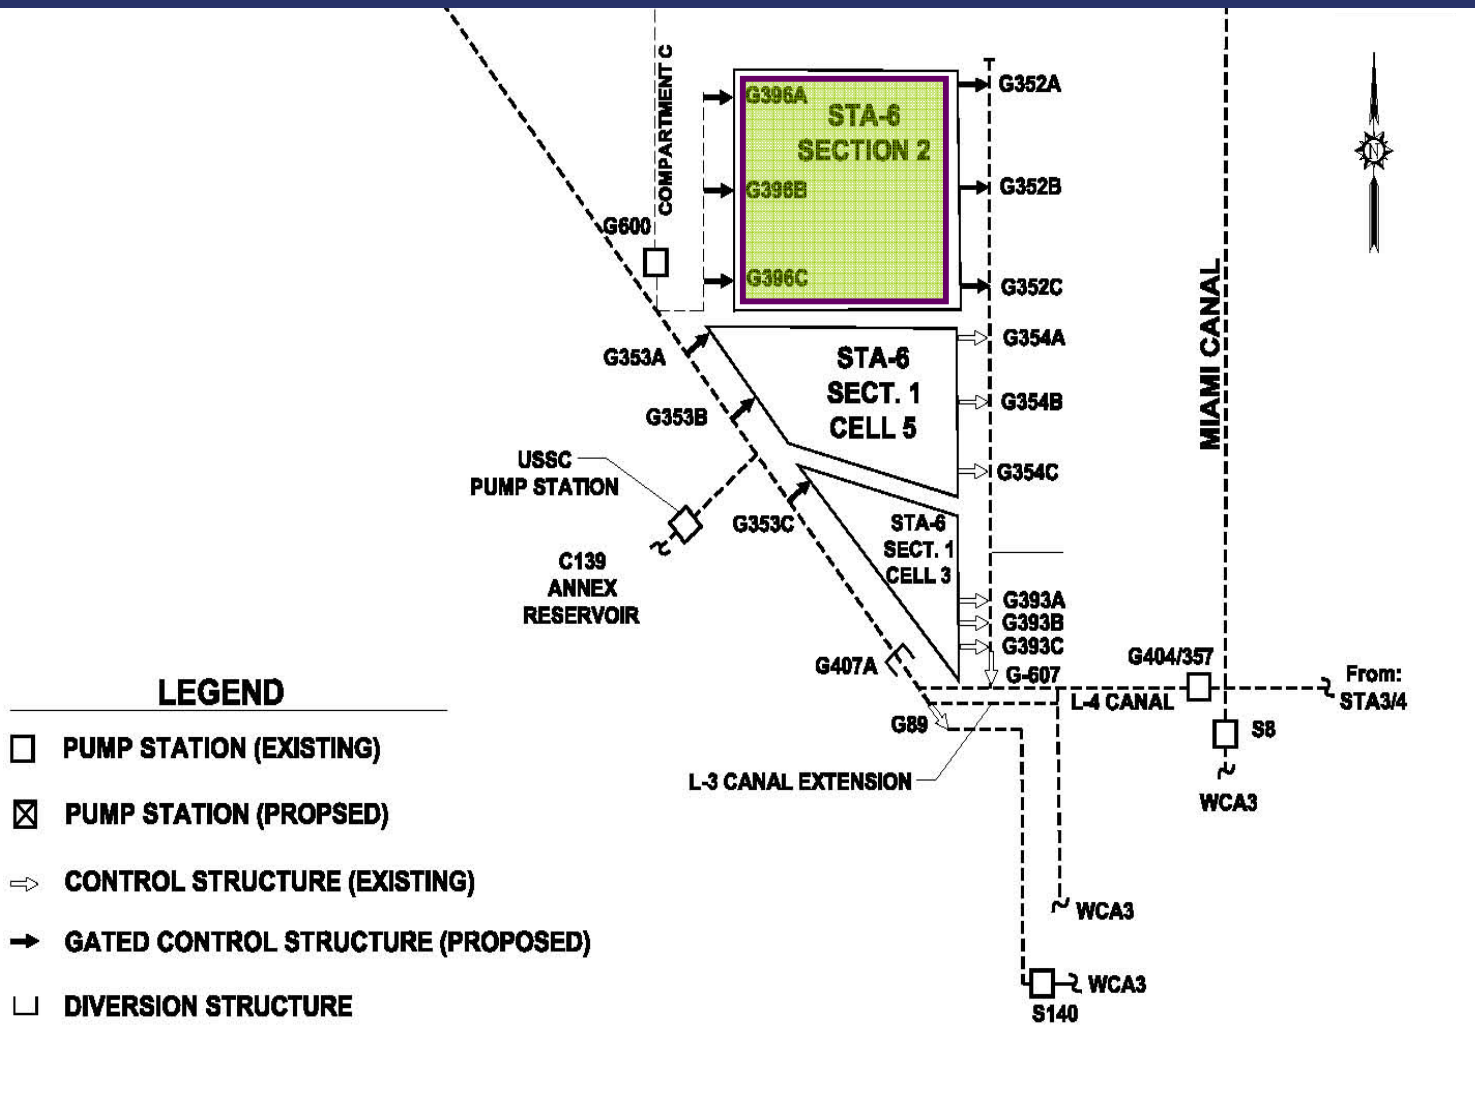 COMPARTMENT C
G396A
STA-6
SECTION 2
G396B
G396C
G352A
G352B
G352C
N
MIAMI CANAL
G600
G353A
G353B
G353C
STA-6
SECT. 1
CELL 5
G354A
G354B
G354C
USSC
PUMP STATION
C139
ANNEX
RESERVOIR
STA-6
SECT. 1
CELL 3
G393A
G393B
G393C
G-607
G407A
G89
G404/357
L-4 CANAL
From:
STA3/4
S8
WCA3
L-3 CANAL EXTENSION
WCA3
WCA3
S140
LEGEND
PUMP STATION (EXISTING)
PUMP STATION (PROPSED)
CONTROL STRUCTURE (EXISTING)
GATED CONTROL STRUCTURE (PROPOSED)
DIVERSION STRUCTURE